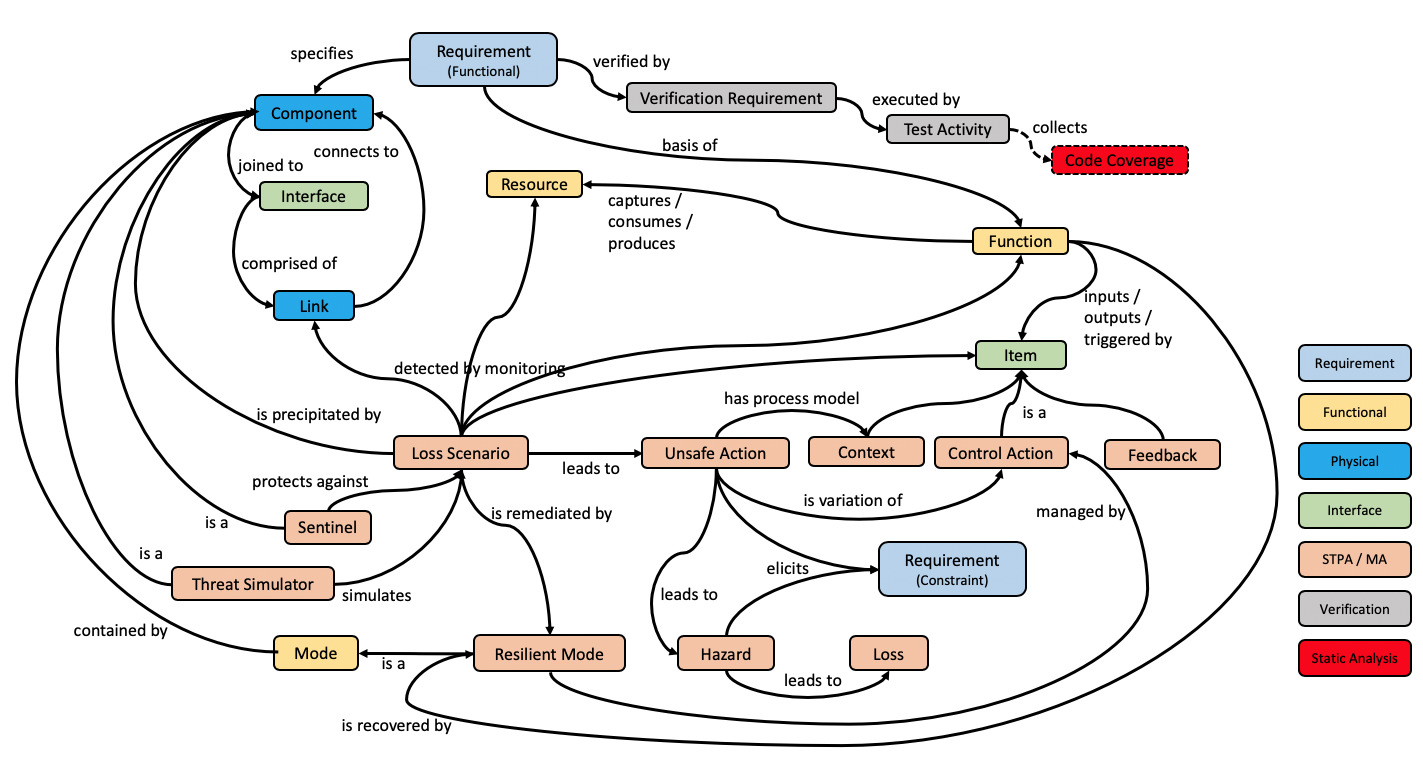 Requirement
(Functional)
specifies
verified by
Verification Requirement
executed by
Component
Test Activity
collects
Code Coverage
basis of
connects to
joined to
Interface
Resource
captures /
consumes /
produces
Function
comprised of
Link
inputs /
outputs /
triggered by
Item
detected by monitoring
Requirement
has process model
is precipitated by
is a
Functional
Loss Scenario
leads to
Unsafe Action
Context
Control Action
Feedback
Physical
protects against
is variation of
managed by
Interface
is a
Sentinel
is remediated by
is a
Threat Simulator
simulates
elicits
Requirement
(Constraint)
STPA / MA
leads to
Verification
contained by
Mode
is a
Resilient Mode
Hazard
Loss
Static Analysis
leads to
is recovered by